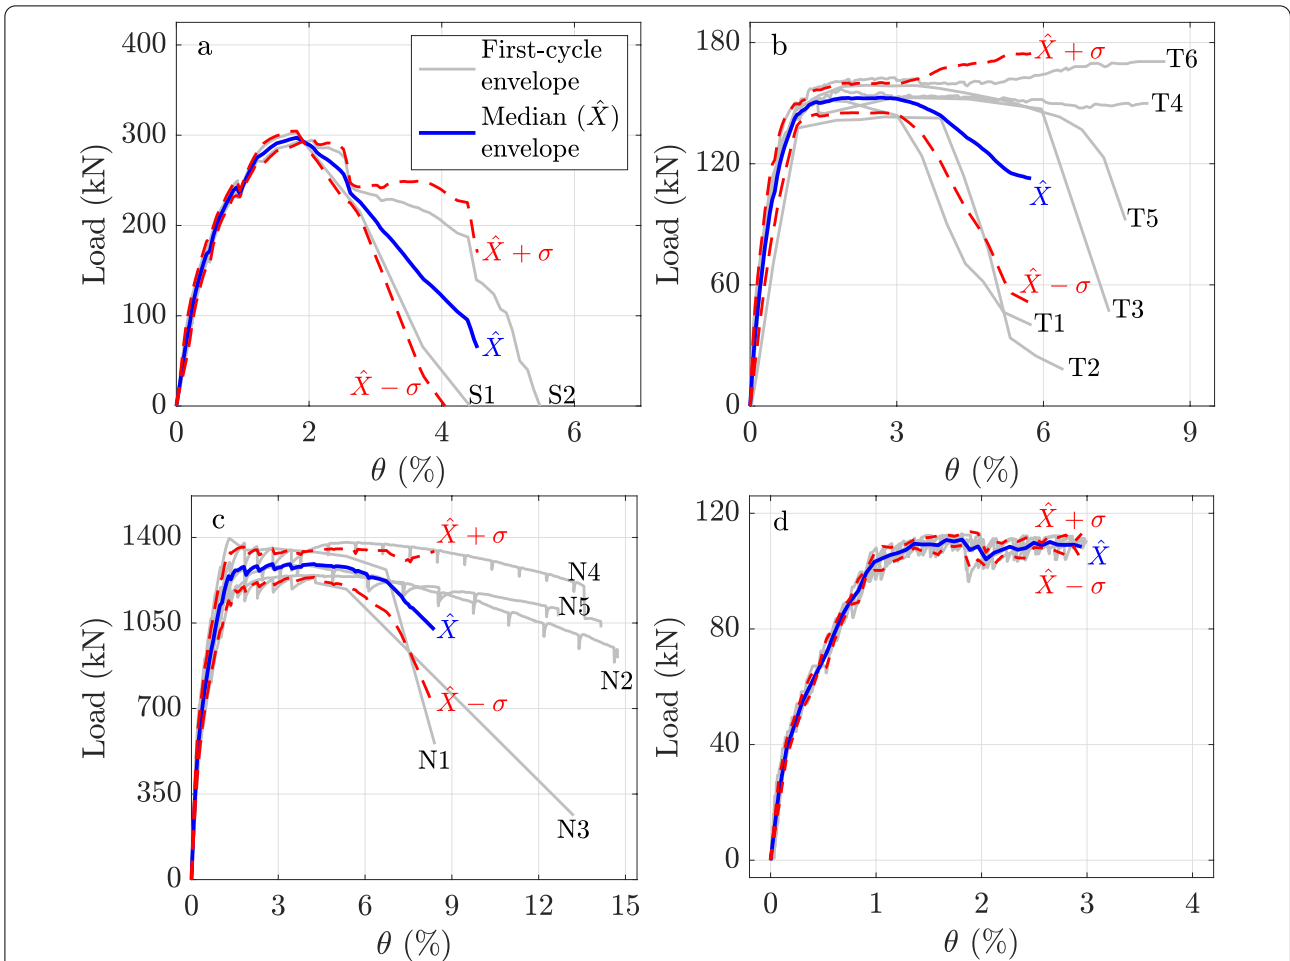 a
First-cycle
envelope
Median (X̂)
envelope
400
300
200
100
0
Load (kN)
X̂ + σ
X̂
X̂ − σ
S1
S2
0 2 4 6
θ (%)
b
180
120
60
0
Load (kN)
X̂ + σ
T6
T4
X̂
T5
X̂ − σ
T3
T1
T2
0 3 6 9
θ (%)
c
1400
1050
700
350
0
Load (kN)
X̂ + σ
N4
N5
X̂
N2
X̂ − σ
N1
N3
0 3 6 9 12 15
θ (%)
d
120
80
40
0
Load (kN)
X̂ + σ
X̂
X̂ − σ
0 1 2 3 4
θ (%)